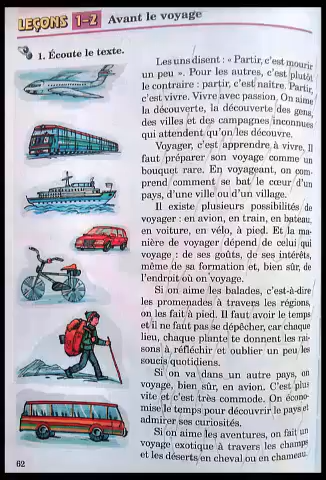 LEÇONS 1-2 Avant le voyage
1. Écoute le texte.
Les uns disent : « Partir, c'est mourir
un peu ». Pour les autres, c'est plutôt
le contraire : partir, c'est naître. Partir,
c'est vivre. Vivre avec passion. On aime
la découverte, la découverte des gens,
des villes et des campagnes inconnues
qui attendent qu'on les découvre.
Voyager, c'est apprendre à vivre. Il
faut préparer son voyage comme un
bouquet rare. En voyageant, on com-
prend comment se bat le cœur d'un
pays, d'une ville ou d'un village.
Il existe plusieurs possibilités de
voyager : en avion, en train, en bateau,
en voiture, en vélo, à pied. Et la ma-
nière de voyager dépend de celui qui
voyage : de ses goûts, de ses intérêts,
même de sa formation et, bien sûr, de
l'endroit où on voyage.
Si on aime les balades, c'est-à-dire
les promenades à travers les régions,
on les fait à pied. Il faut avoir le temps
et il ne faut pas se dépêcher, car chaque
lieu, chaque plante te donnent les rai-
sons à réfléchir et oublier un peu les
soucis quotidiens.
Si on va dans un autre pays, on
voyage, bien sûr, en avion. C'est plus
vite et c'est très commode. On écono-
mise le temps pour découvrir le pays et
admirer ses curiosités.
Si on aime les aventures, on fait un
voyage exotique à travers les champs
et les déserts en cheval ou en chameau.
62